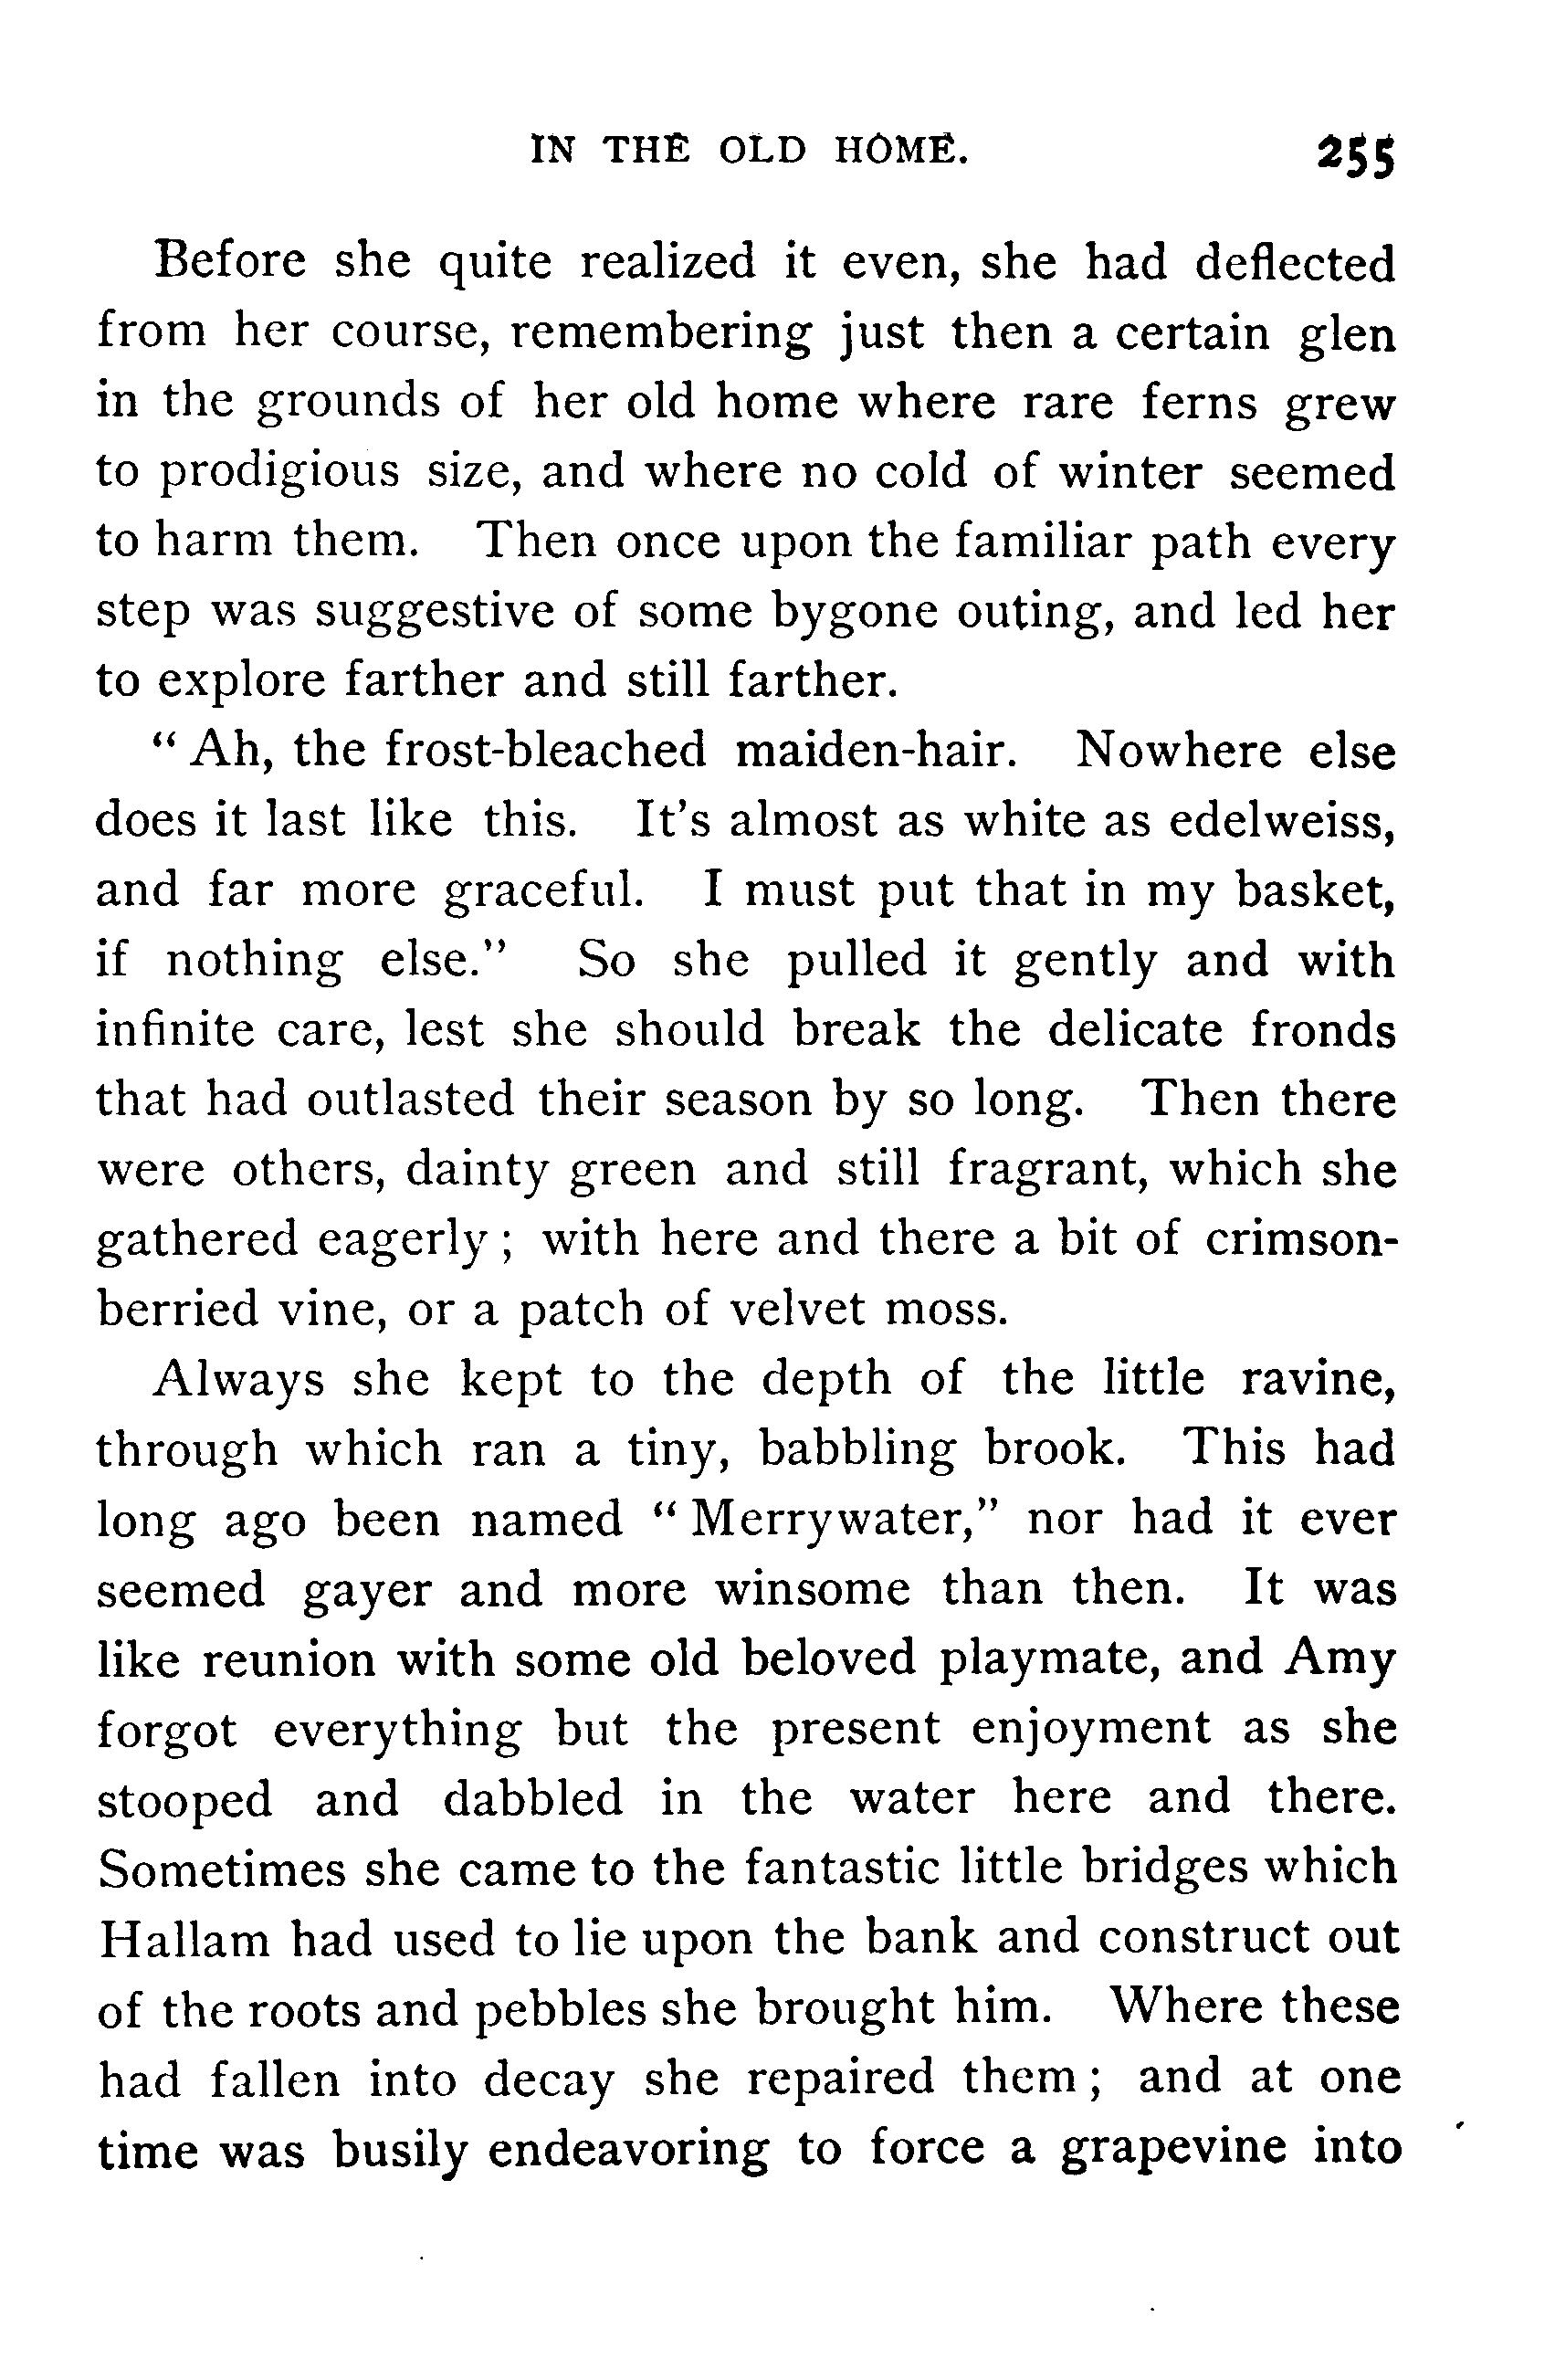 IN THE OLD HOME. 255
Before she quite realized it even, she had deflected
from her course, remembering just then a certain glen
in the grounds of her old home where rare ferns grew
to prodigious size, and where no cold of winter seemed
to harm them. Then once upon the familiar path every
step was suggestive of some bygone outing, and led her
to explore farther and still farther.
“ Ah, the frost-bleached maiden-hair. Nowhere else
does it last like this. It’s almost as white as edelweiss,
and far more graceful. I must put that in my basket,
if nothing else.” So she pulled it gently and with
infinite care, lest she should break the delicate fronds
that had outlasted their season by so long. Then there
were others, dainty green and still fragrant, which she
gathered eagerly ; with here and there a bit of crimson-
berried vine, or a patch of velvet moss.
Always she kept to the depth of the little ravine,
through which ran a tiny, babbling brook. This had
long ago been named “ Merrywater,” nor had it ever
seemed gayer and more winsome than then. It was
like reunion with some old beloved playmate, and Amy
forgot everything but the present enjoyment as she
stooped and dabbled in the water here and there.
Sometimes she came to the fantastic little bridges which
Hallam had used to lie upon the bank and construct out
of the roots and pebbles she brought him. Where these
had fallen into decay she repaired them ; and at one
time was busily endeavoring to force a grapevine into